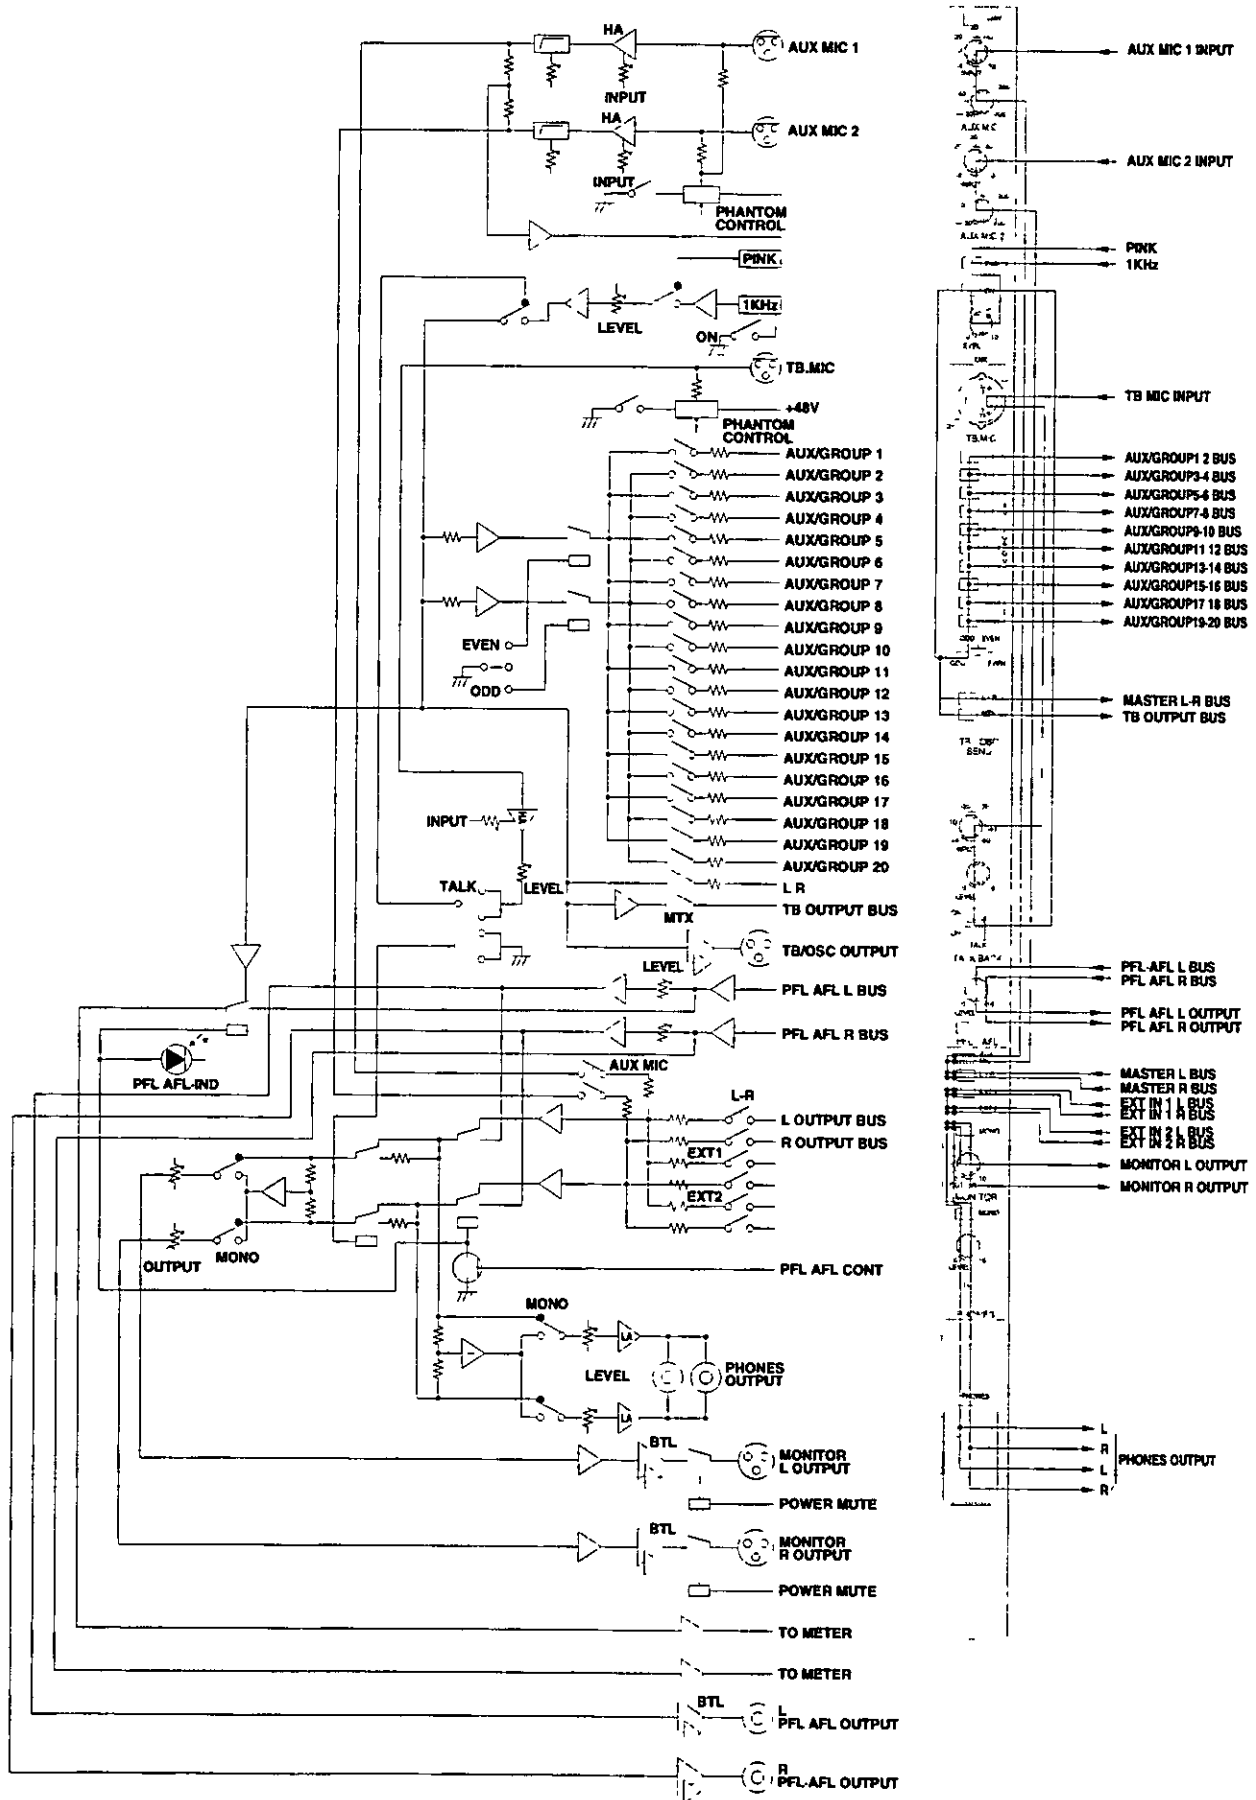 HA
AUX MIC 1
INPUT
HA
AUX MIC 2
INPUT
PHANTOM
CONTROL
PINK
1KHz
LEVEL
ON
TB.MIC
+48V
PHANTOM
CONTROL
AUX/GROUP 1
AUX/GROUP 2
AUX/GROUP 3
AUX/GROUP 4
AUX/GROUP 5
AUX/GROUP 6
AUX/GROUP 7
AUX/GROUP 8
AUX/GROUP 9
EVEN
AUX/GROUP 10
AUX/GROUP 11
ODD
AUX/GROUP 12
AUX/GROUP 13
AUX/GROUP 14
AUX/GROUP 15
AUX/GROUP 16
AUX/GROUP 17
INPUT
HA
AUX/GROUP 18
AUX/GROUP 19
AUX/GROUP 20
TALK
LEVEL
L R
TB OUTPUT BUS
MTX
TB/OSC OUTPUT
LEVEL
PFL AFL L BUS
PFL AFL R BUS
AUX MIC
PFL AFL-IND
L-R
L OUTPUT BUS
R OUTPUT BUS
EXT1
EXT2
OUTPUT
MONO
PFL AFL CONT
MONO
LA
LEVEL
PHONES
OUTPUT
LA
BTL
MONITOR
L OUTPUT
POWER MUTE
BTL
MONITOR
R OUTPUT
POWER MUTE
TO METER
TO METER
BTL
L
PFL AFL OUTPUT
R
PFL-AFL OUTPUT
AUX MIC 1 INPUT
AUX MIC 2 INPUT
AUX MIC 2
PINK
1KHz
TB MIC INPUT
TB.MIC
AUX/GROUP1 2 BUS
AUX/GROUP3-4 BUS
AUX/GROUP5-6 BUS
AUX/GROUP7-8 BUS
AUX/GROUP9-10 BUS
AUX/GROUP11 12 BUS
AUX/GROUP13-14 BUS
AUX/GROUP15-16 BUS
AUX/GROUP17 18 BUS
AUX/GROUP19-20 BUS
ODD EVEN
MASTER L-R BUS
TB OUTPUT BUS
PFL-AFL L BUS
PFL AFL R BUS
PFL AFL L OUTPUT
PFL AFL R OUTPUT
MASTER L BUS
MASTER R BUS
EXT IN 1 L BUS
EXT IN 1 R BUS
EXT IN 2 L BUS
EXT IN 2 R BUS
MONITOR L OUTPUT
MONITOR R OUTPUT
MONO
PHONES
L
R
PHONES OUTPUT
L
R